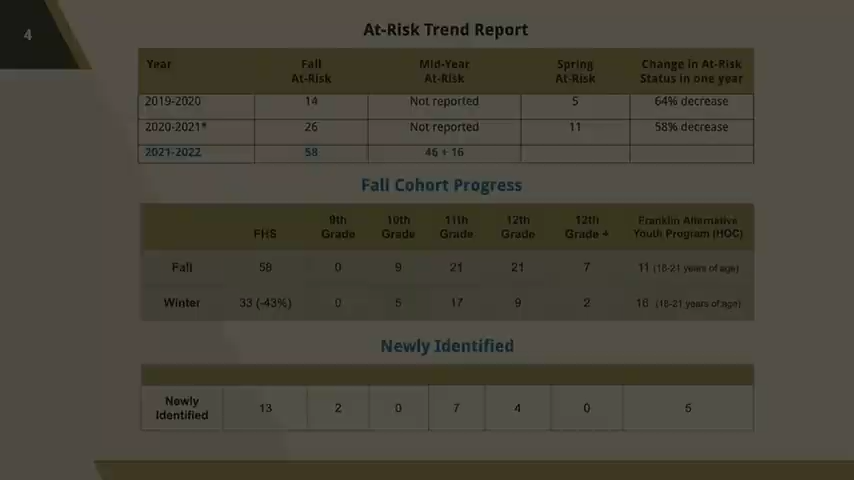 4
At-Risk Trend Report
Year Fall At-Risk Mid-Year At-Risk Spring At-Risk Change in At-Risk Status in one year
2019-2020 14 Not reported 5 64% decrease
2020-2021* 26 Not reported 11 58% decrease
2021-2022 58 46 + 16
Fall Cohort Progress
FHS 9th Grade 10th Grade 11th Grade 12th Grade 12th Grade + Franklin Alternative Youth Program (HOC)
Fall 58 0 9 21 21 7 11 (18-21 years of age)
Winter 33 (-43%) 0 5 17 9 2 16 (18-21 years of age)
Newly Identified
Newly Identified 13 2 0 7 4 0 5